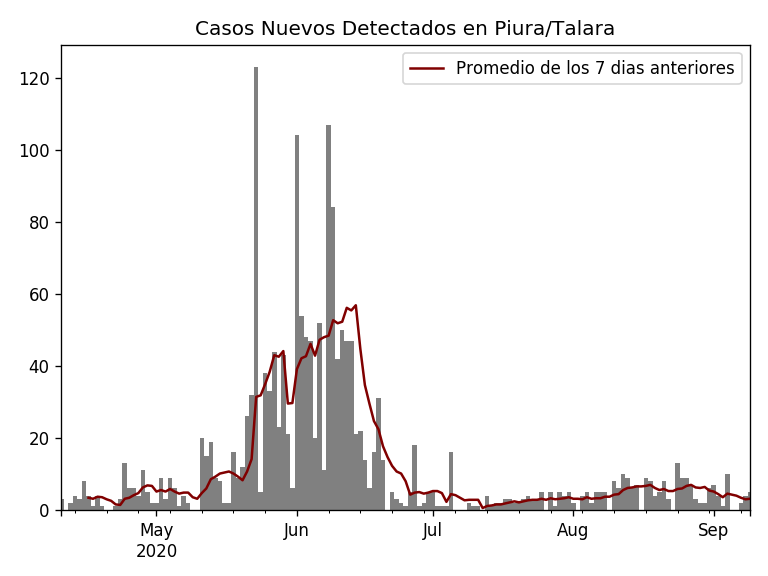 Casos Nuevos Detectados en Piura/Talara
Promedio de los 7 dias anteriores
120
100
80
60
40
20
0
May
2020
Jun
Jul
Aug
Sep